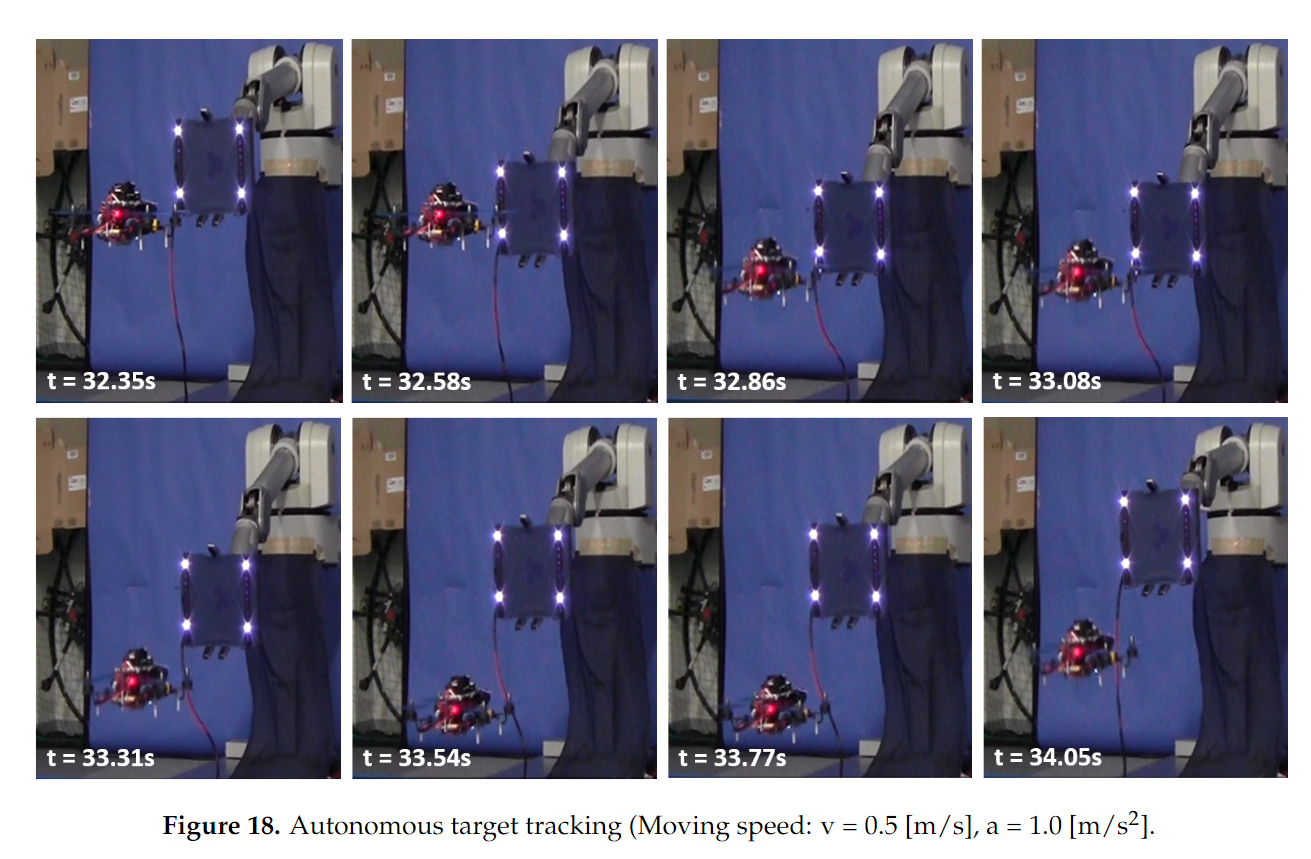 t = 32.35s
t = 32.58s
t = 32.86s
t = 33.08s
t = 33.31s
t = 33.54s
t = 33.77s
t = 34.05s
Figure 18. Autonomous target tracking (Moving speed: v = 0.5 [m/s], a = 1.0 [m/s²].